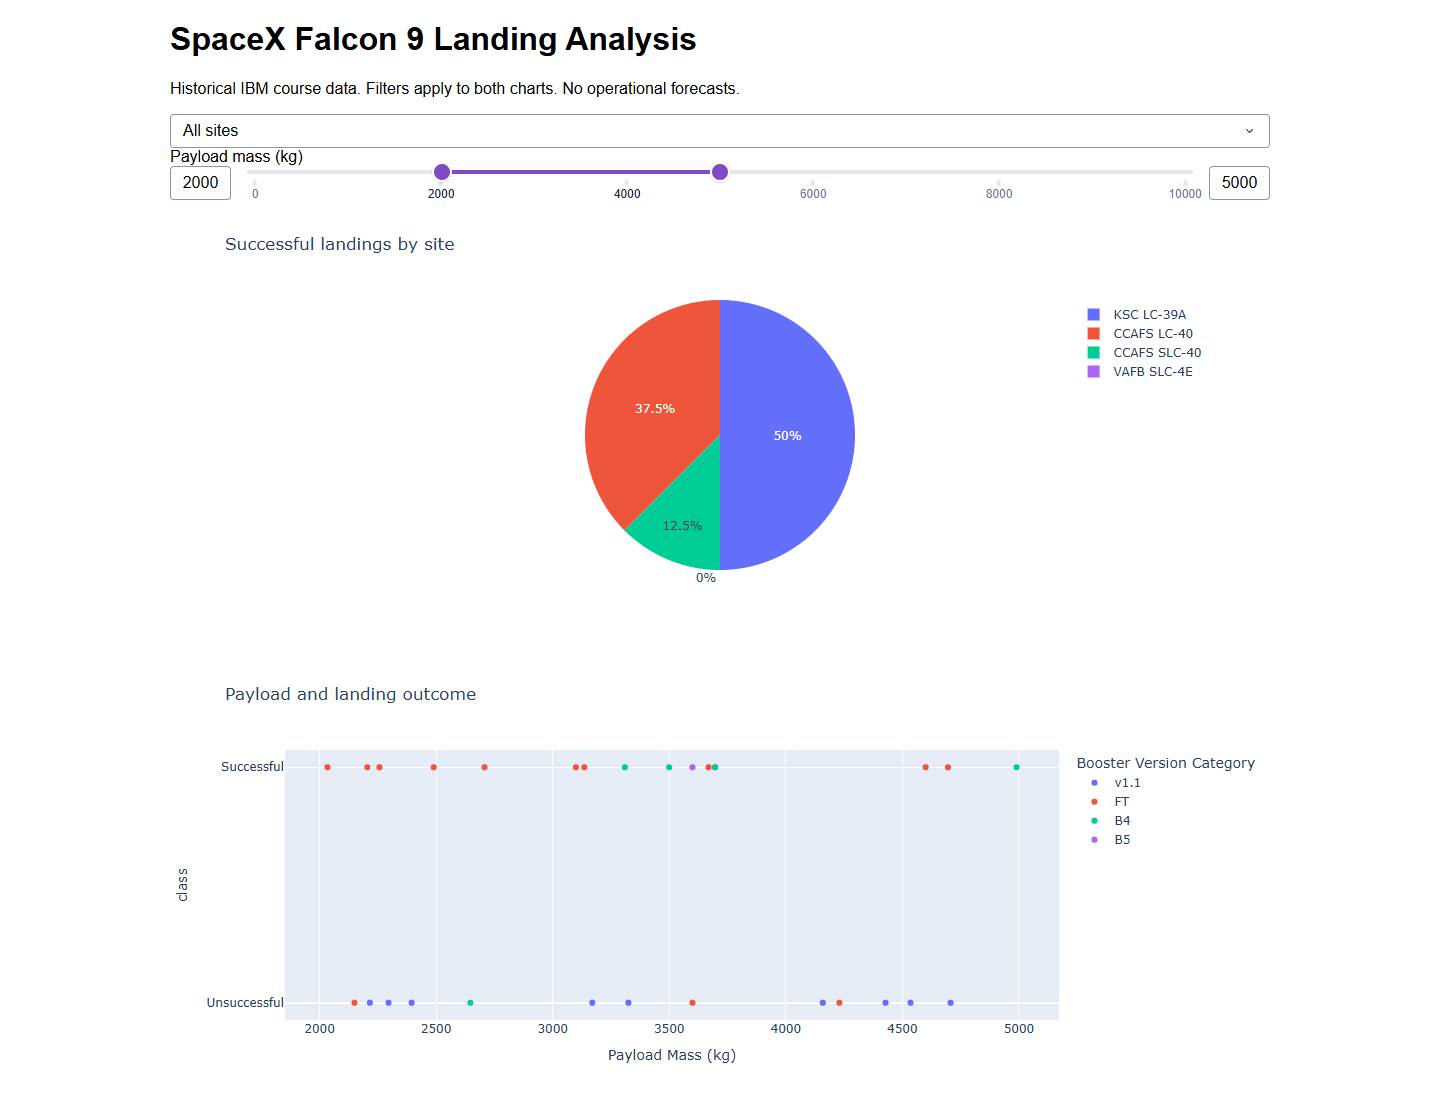 SpaceX Falcon 9 Landing Analysis
Historical IBM course data. Filters apply to both charts. No operational forecasts.
All sites
Payload mass (kg)
2000
0 2000 4000 6000 8000 10000
5000
Successful landings by site
KSC LC-39A
CCAFS LC-40
CCAFS SLC-40
VAFB SLC-4E
37.5%
50%
12.5%
0%
Payload and landing outcome
Successful
Unsuccessful
class
2000 2500 3000 3500 4000 4500 5000
Payload Mass (kg)
Booster Version Category
v1.1
FT
B4
B5